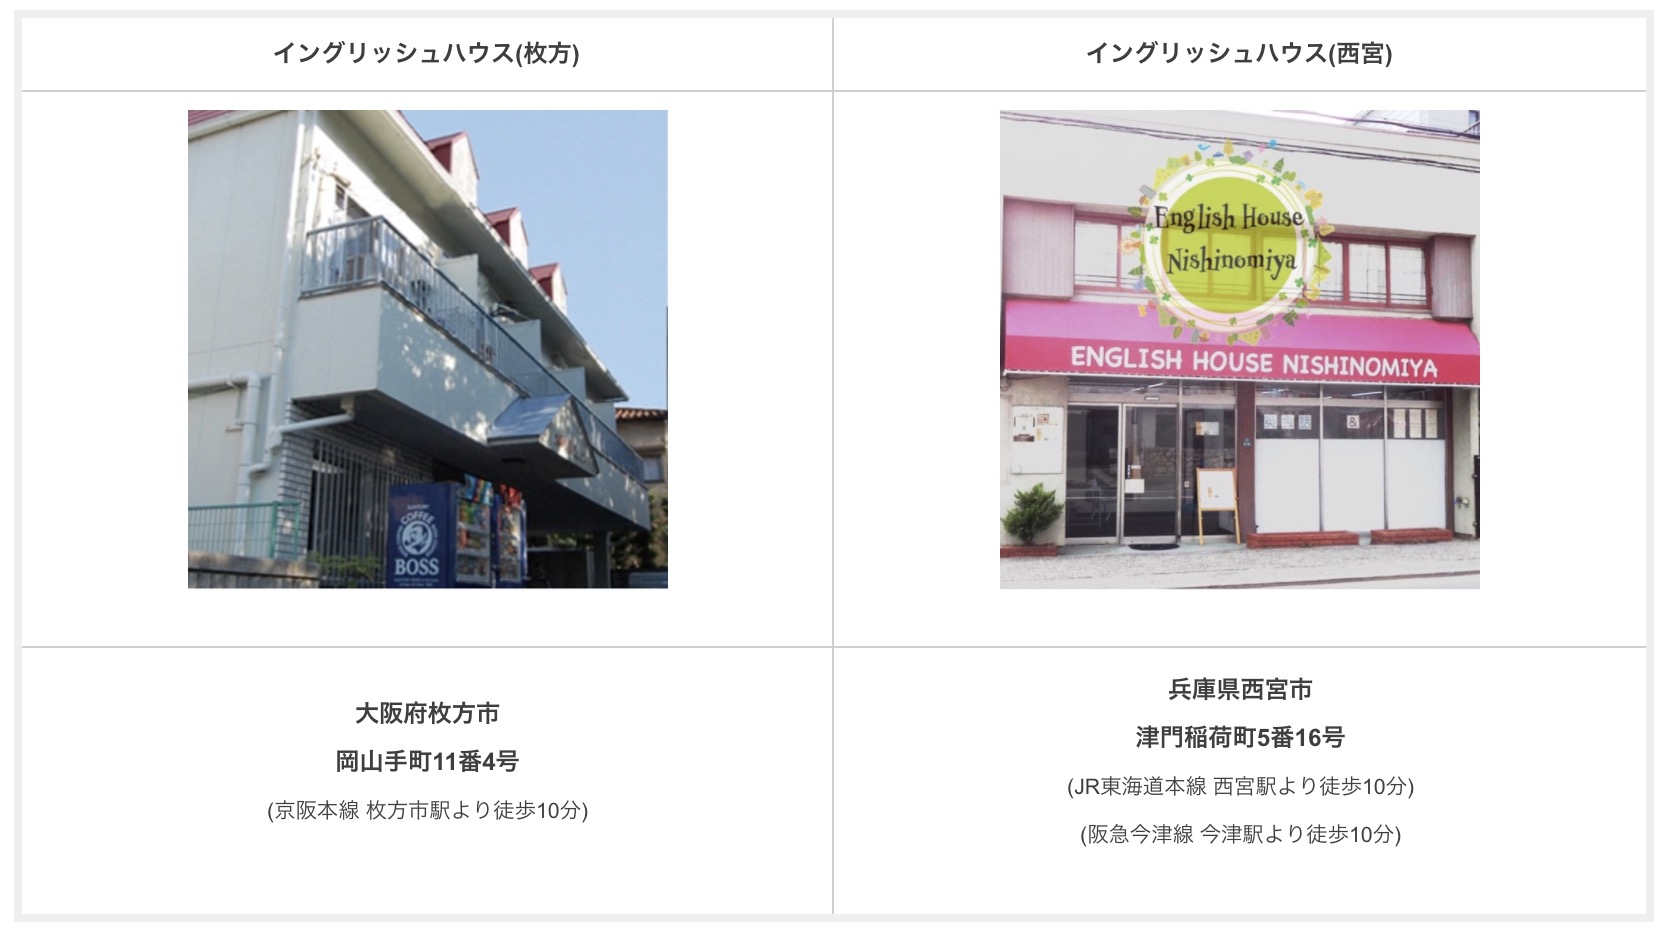 イングリッシュハウス(枚方)
イングリッシュハウス(西宮)
COFFEE
BOSS
English House
Nishinomiya
ENGLISH HOUSE NISHINOMIYA
&
大阪府枚方市
岡山手町11番4号
(京阪本線 枚方市駅より徒歩10分)
兵庫県西宮市
津門稲荷町5番16号
(JR東海道本線 西宮駅より徒歩10分)
(阪急今津線 今津駅より徒歩10分)